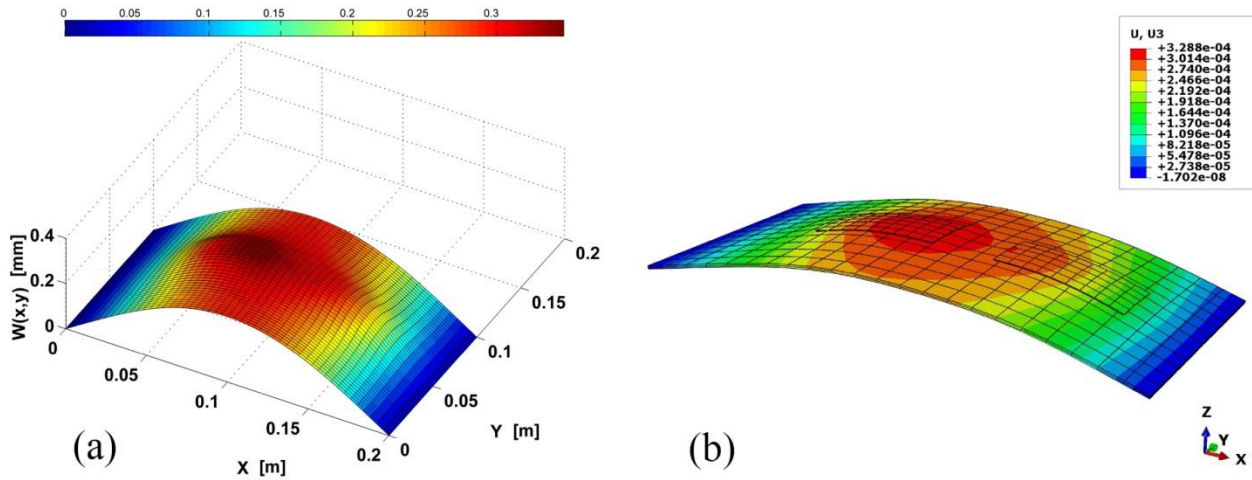 0 0.05 0.1 0.15 0.2 0.25 0.3
0.4
0.2
0
W(x,y) [mm]
0
0.05
0.1
0.15
0.2
X [m]
0
0.05
0.1
0.15
0.2
Y [m]
(a)
U, U3
+3.288e-04
+3.014e-04
+2.740e-04
+2.466e-04
+2.192e-04
+1.918e-04
+1.644e-04
+1.370e-04
+1.096e-04
+8.218e-05
+5.478e-05
+2.738e-05
-1.702e-08
Z
Y
X
(b)